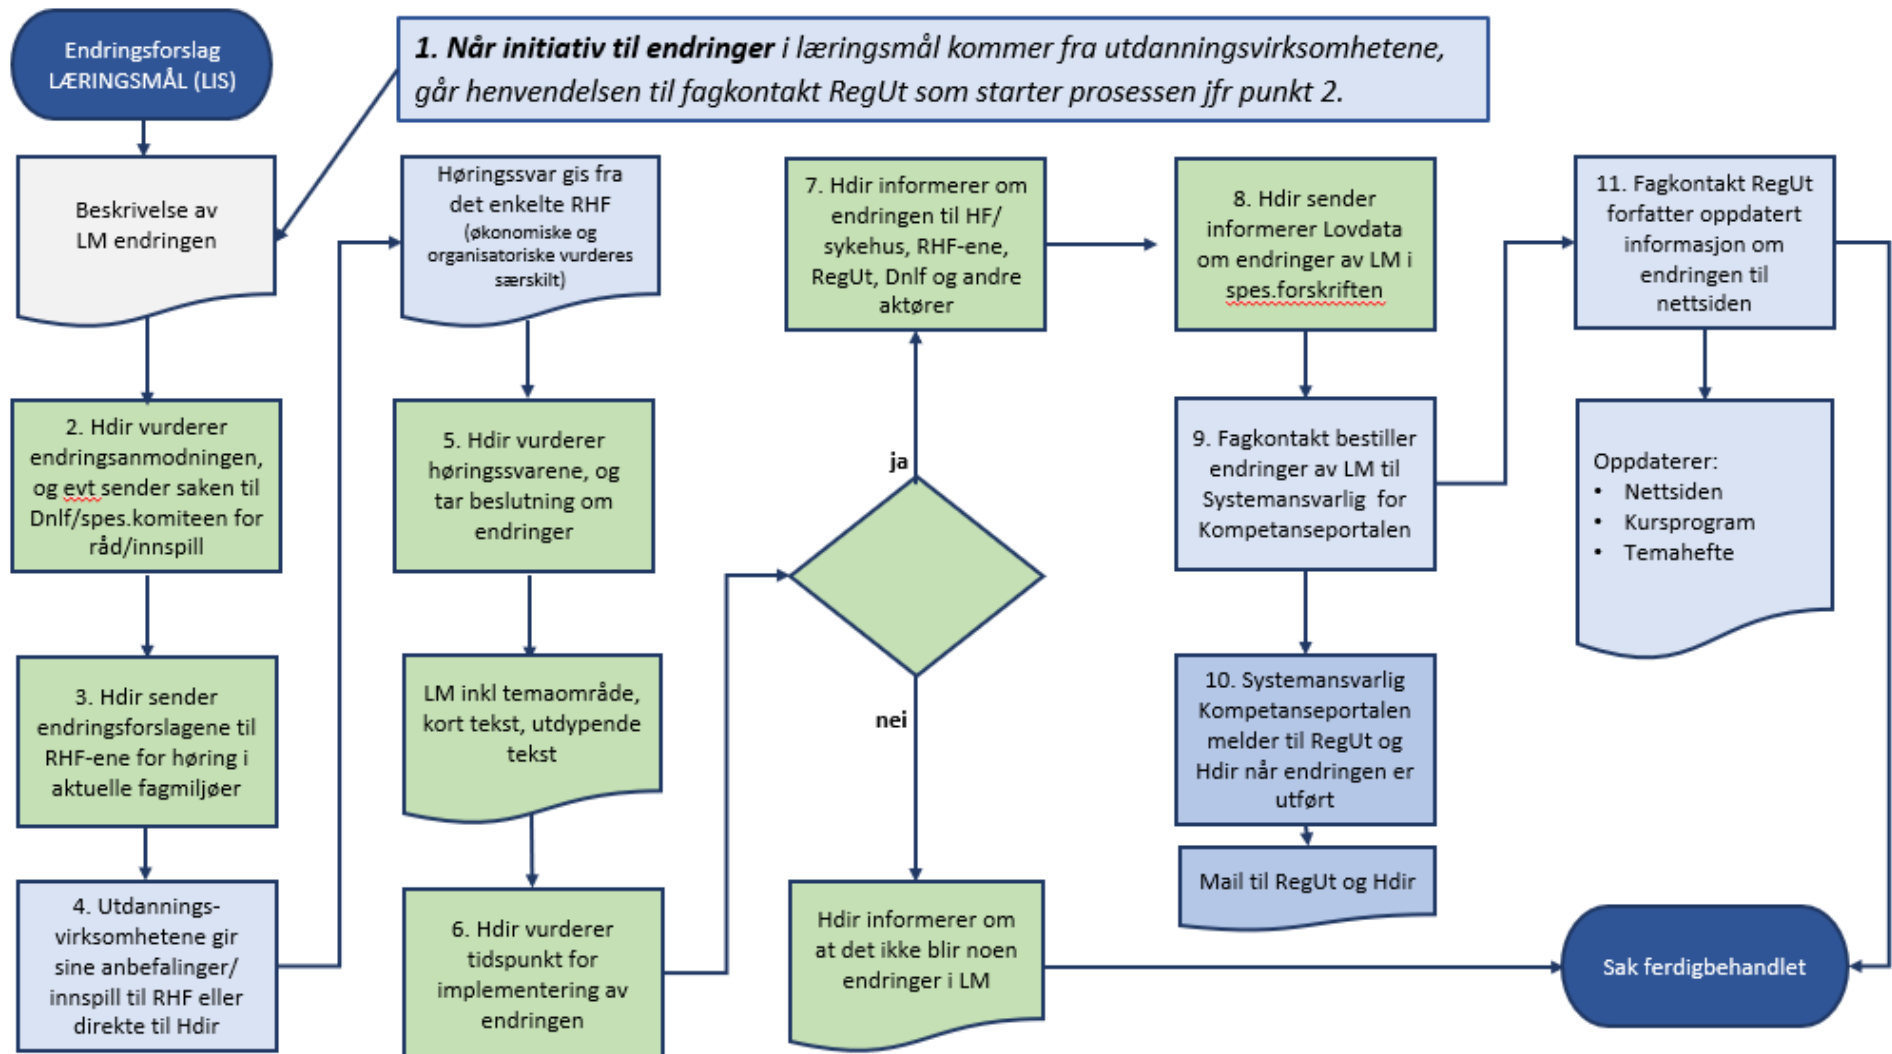 Endringsforslag
LÆRINGSMÅL (LIS)
1. Når initiativ til endringer i læringsmål kommer fra utdanningsvirksomhetene,
går henvendelsen til fagkontakt RegUt som starter prosessen jfr punkt 2.
Beskrivelse av
LM endringen
2. Hdir vurderer
endringsanmodningen,
og evt sender saken til
Dnlf/spes.komiteen for
råd/innspill
3. Hdir sender
endringsforslagene til
RHF-ene for høring i
aktuelle fagmiljøer
4. Utdannings-
virksomhetene gir
sine anbefalinger/
innspill til RHF eller
direkte til Hdir
Høringssvar gis fra
det enkelte RHF
(økonomiske og
organisatoriske vurderes
særskilt)
5. Hdir vurderer
høringssvarene, og
tar beslutning om
endringer
LM inkl temaområde,
kort tekst, utdypende
tekst
6. Hdir vurderer
tidspunkt for
implementering av
endringen
7. Hdir informerer om
endringen til HF/
sykehus, RHF-ene,
RegUt, Dnlf og andre
aktører
ja
nei
Hdir informerer om
at det ikke blir noen
endringer i LM
8. Hdir sender
informerer Lovdata
om endringer av LM i
spes.forskriften
9. Fagkontakt bestiller
endringer av LM til
Systemansvarlig for
Kompetanseportalen
10. Systemansvarlig
Kompetanseportalen
melder til RegUt og
Hdir når endringen er
utført
Mail til RegUt og Hdir
11. Fagkontakt RegUt
forfatter oppdatert
informasjon om
endringen til
nettsiden
Oppdaterer:
• Nettsiden
• Kursprogram
• Temahefte
Sak ferdigbehandlet